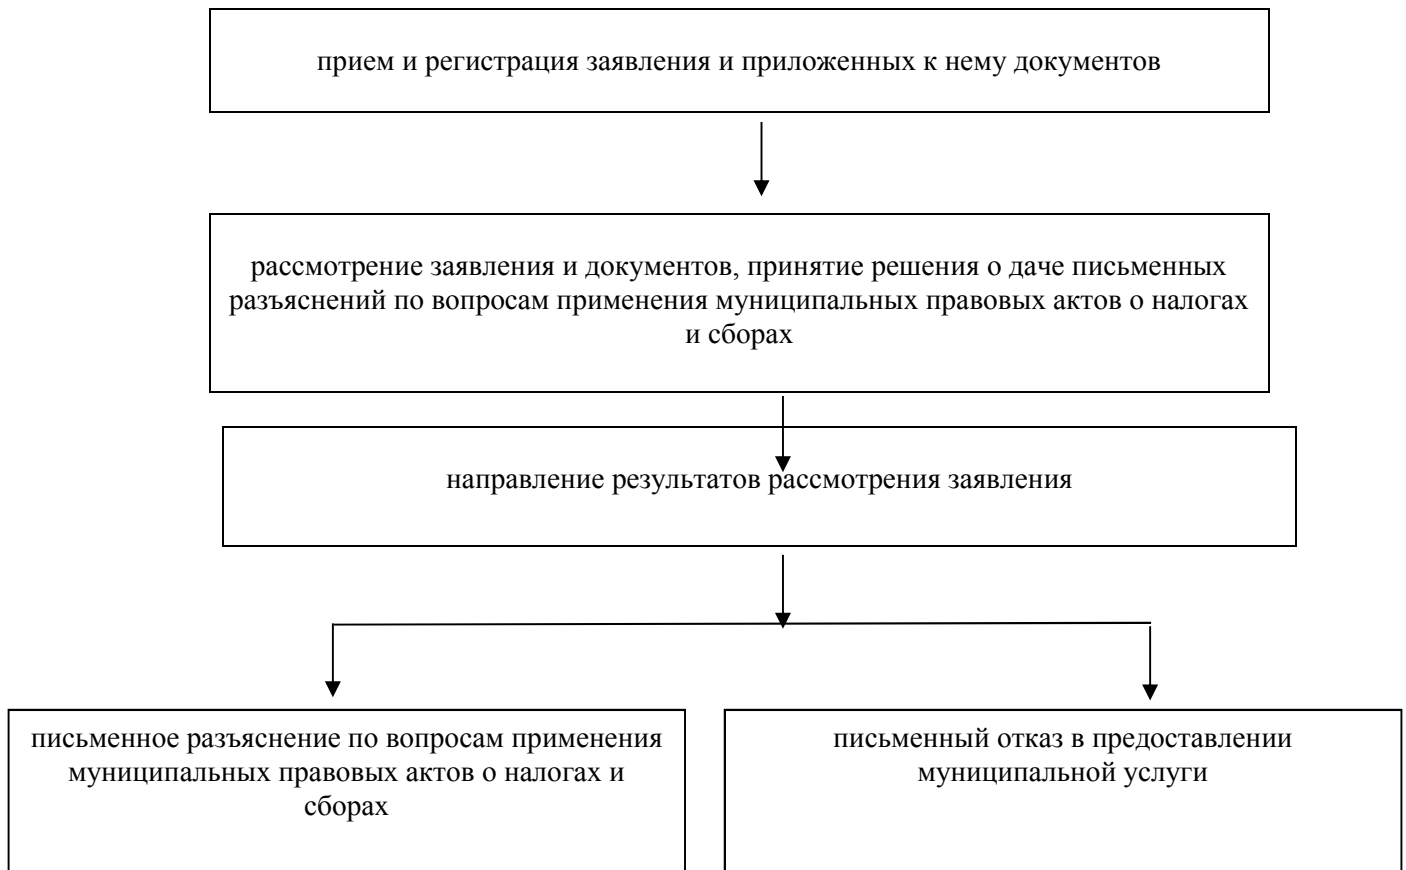 прием и регистрация заявления и приложенных к нему документов
рассмотрение заявления и документов, принятие решения о даче письменных
разъяснений по вопросам применения муниципальных правовых актов о налогах
и сборах
направление результатов рассмотрения заявления
письменное разъяснение по вопросам применения
муниципальных правовых актов о налогах и
сборах
письменный отказ в предоставлении
муниципальной услуги